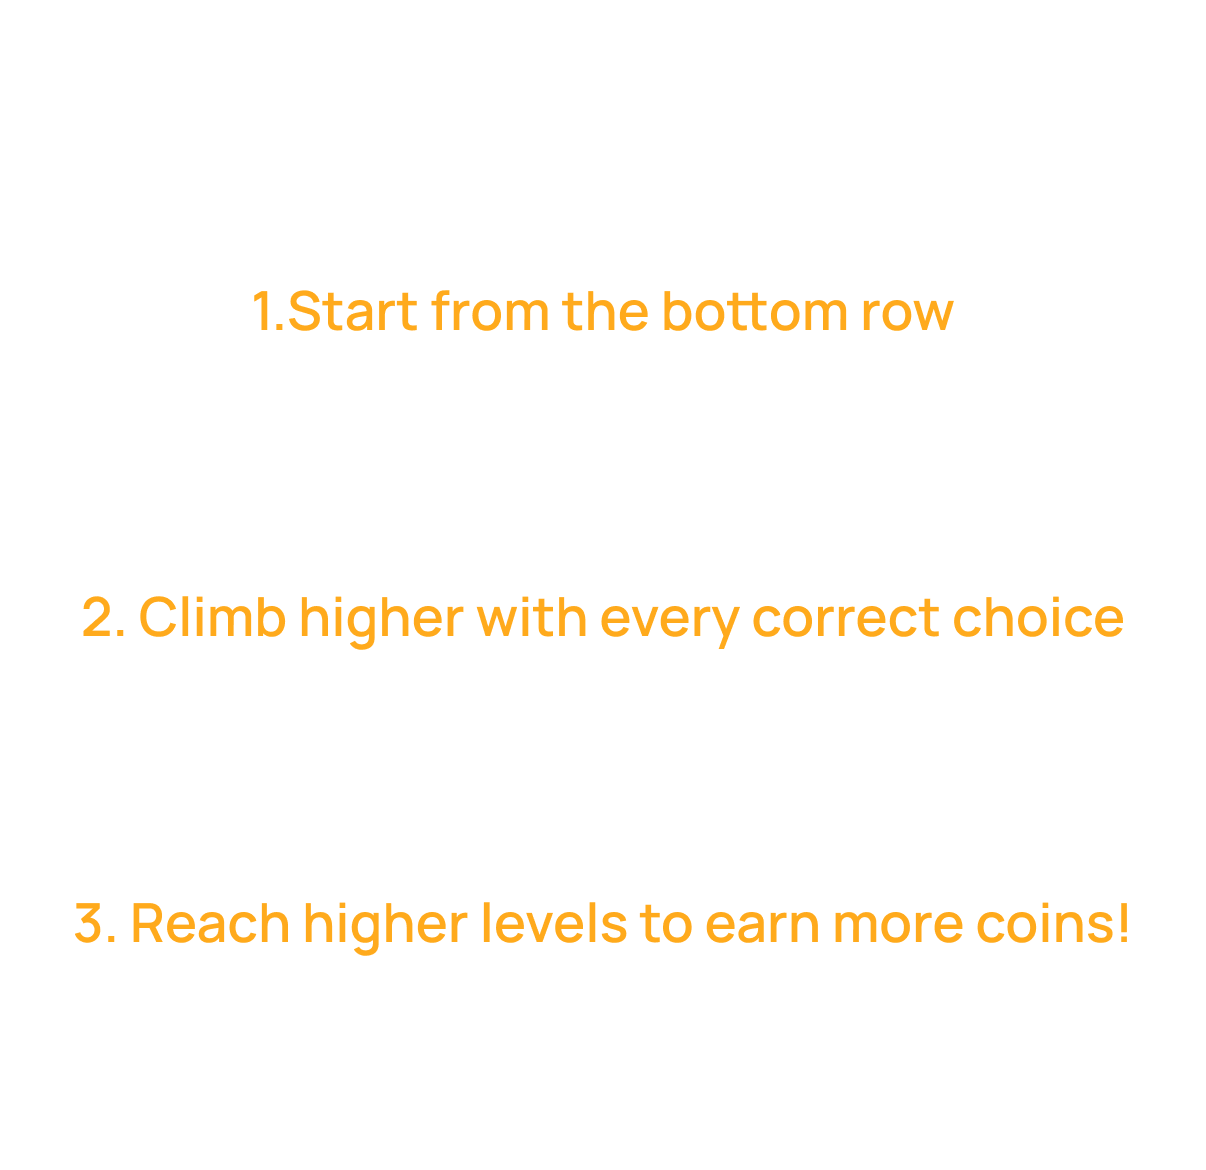 1.Start from the bottom row
2. Climb higher with every correct choice
3. Reach higher levels to earn more coins!